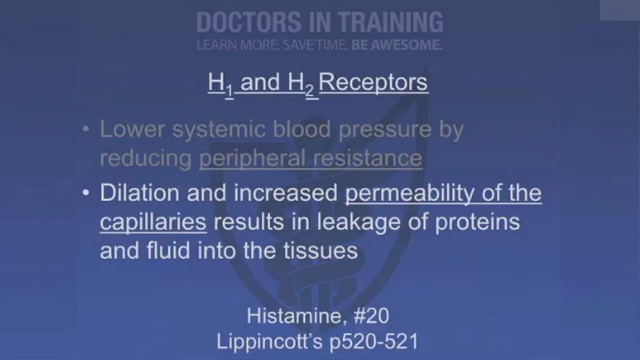 DOCTORS IN TRAINING
LEARN MORE. SAVE TIME. BE AWESOME.
H1 and H2 Receptors
• Lower systemic blood pressure by
reducing peripheral resistance
• Dilation and increased permeability of the
capillaries results in leakage of proteins
and fluid into the tissues
Histamine, #20
Lippincott's p520-521